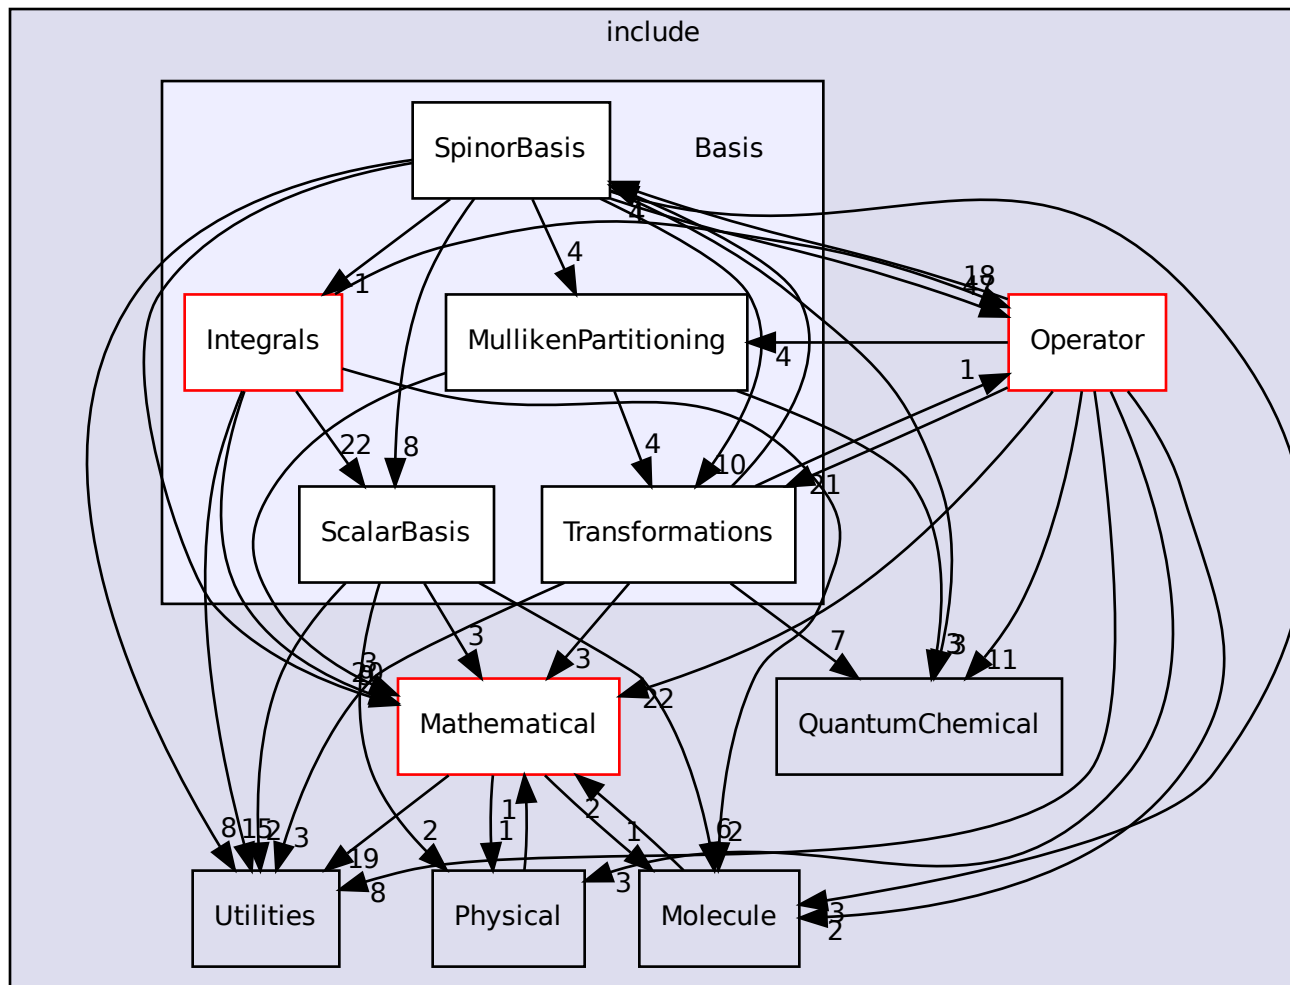 include
SpinorBasis
Basis
4
4
1
18
Integrals
MullikenPartitioning
Operator
4
1
22
8
4
10
21
ScalarBasis
Transformations
3
3
3
7
3
11
22
Mathematical
QuantumChemical
1
2
8
15
2
3
19
2
1
1
6
2
8
3
3
2
Utilities
Physical
Molecule